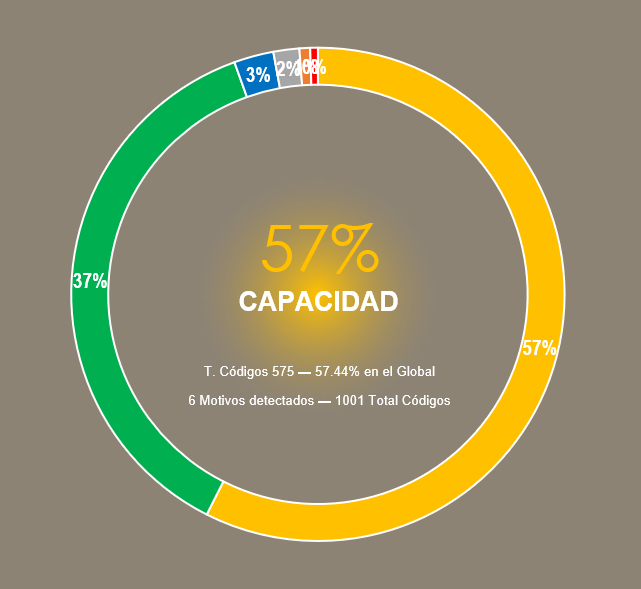 3%
2%
37%
57%
CAPACIDAD
57%
T. Códigos 575 — 57.44% en el Global
6 Motivos detectados — 1001 Total Códigos